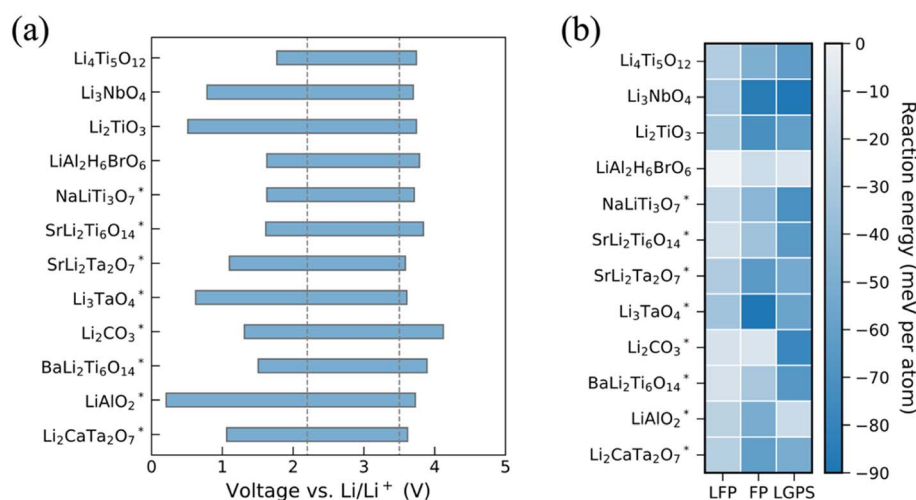 (a)
Li₄Ti₅O₁₂
Li₃NbO₄
Li₂TiO₃
LiAl₂H₆BrO₆
NaLiTi₃O₇*
SrLi₂Ti₆O₁₄*
SrLi₂Ta₂O₇*
Li₃TaO₄*
Li₂CO₃*
BaLi₂Ti₆O₁₄*
LiAlO₂*
Li₂CaTa₂O₇*
0 1 2 3 4 5
Voltage vs. Li/Li⁺ (V)
(b)
Li₄Ti₅O₁₂
Li₃NbO₄
Li₂TiO₃
LiAl₂H₆BrO₆
NaLiTi₃O₇*
SrLi₂Ti₆O₁₄*
SrLi₂Ta₂O₇*
Li₃TaO₄*
Li₂CO₃*
BaLi₂Ti₆O₁₄*
LiAlO₂*
Li₂CaTa₂O₇*
LFP FP LGPS
0
−10
−20
−30
−40
−50
−60
−70
−80
−90
Reaction energy (meV per atom)